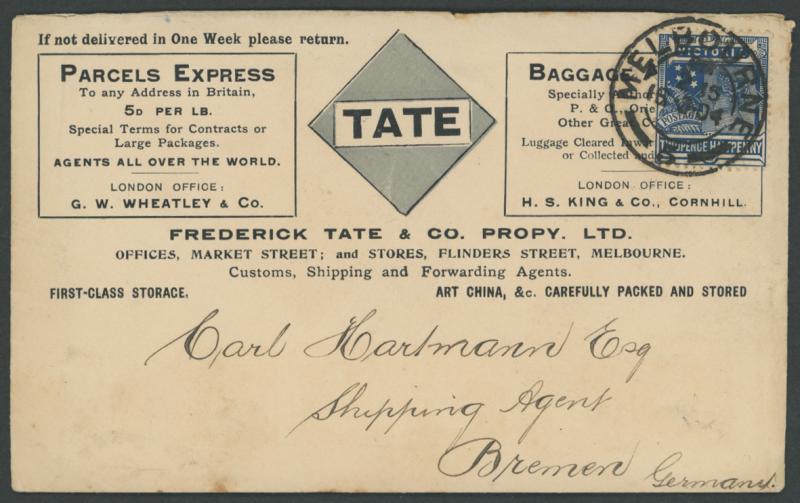 If not delivered in One Week please return.
PARCELS EXPRESS
To any Address in Britain,
5D PER LB.
Special Terms for Contracts or
Large Packages.
AGENTS ALL OVER THE WORLD.
LONDON OFFICE:
G. W. WHEATLEY & Co.
TATE
BAGGAGE
Specially
P. & O.,
Other Great
Luggage Cleared
or Collected and
LONDON OFFICE:
H. S. KING & Co., CORNHILL.
MELBOURNE
POSTAGE
TWOPENCE HALFPENNY
FREDERICK TATE & CO. PROPY. LTD.
OFFICES, MARKET STREET; and STORES, FLINDERS STREET, MELBOURNE.
Customs, Shipping and Forwarding Agents.
FIRST-CLASS STORAGE.
ART CHINA, &c. CAREFULLY PACKED AND STORED
Carl Hartmann Esq
Shipping Agent
Bremen Germany.